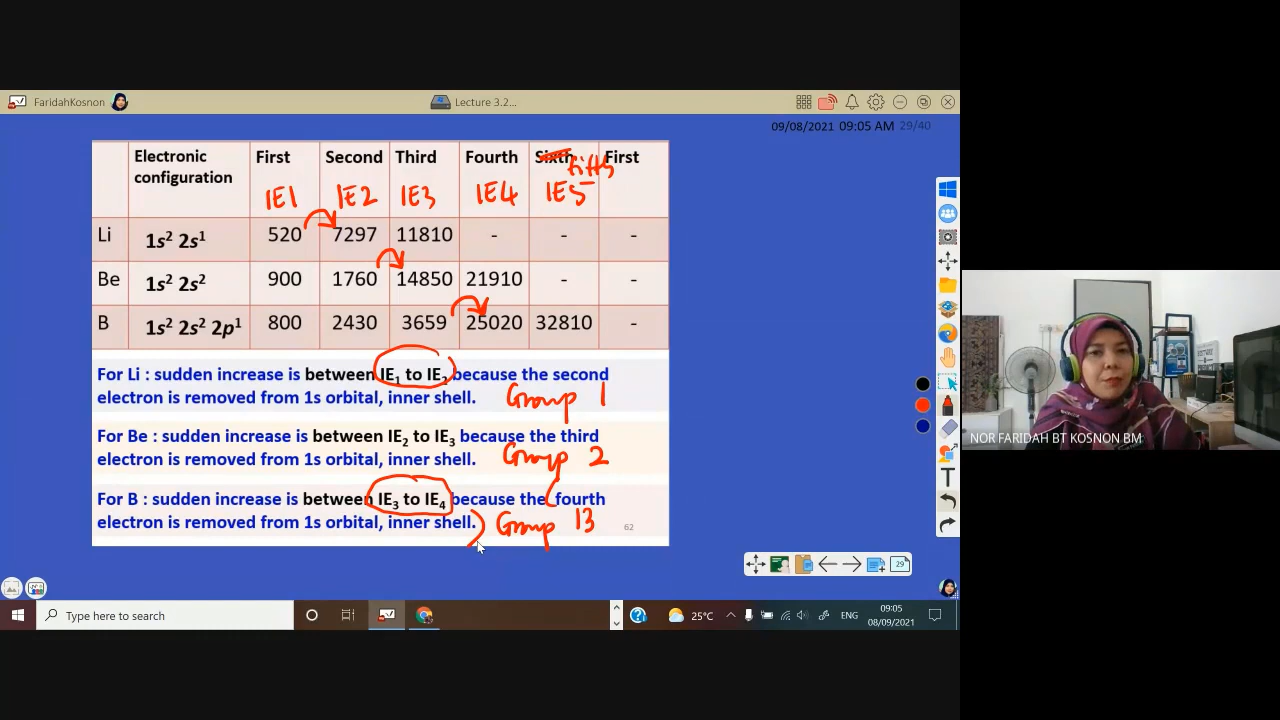 FaridahKosnon
Lecture 3.2...
09/08/2021 09:05 AM 29/40
Electronic configuration First Second Third Fourth Sixth First
fifth
IE1 IE2 IE3 IE4 IE5
Li 1s² 2s¹ 520 7297 11810 - - -
Be 1s² 2s² 900 1760 14850 21910 - -
B 1s² 2s² 2p¹ 800 2430 3659 25020 32810 -
For Li : sudden increase is between IE₁ to IE₂ because the second
electron is removed from 1s orbital, inner shell. Group 1
For Be : sudden increase is between IE₂ to IE₃ because the third
electron is removed from 1s orbital, inner shell. Group 2
For B : sudden increase is between IE₃ to IE₄ because the (fourth
electron is removed from 1s orbital, inner shell.) Group 13
62
NOR FARIDAH BT KOSNON BM
T
29
Type here to search
25°C
ENG
09:05
08/09/2021